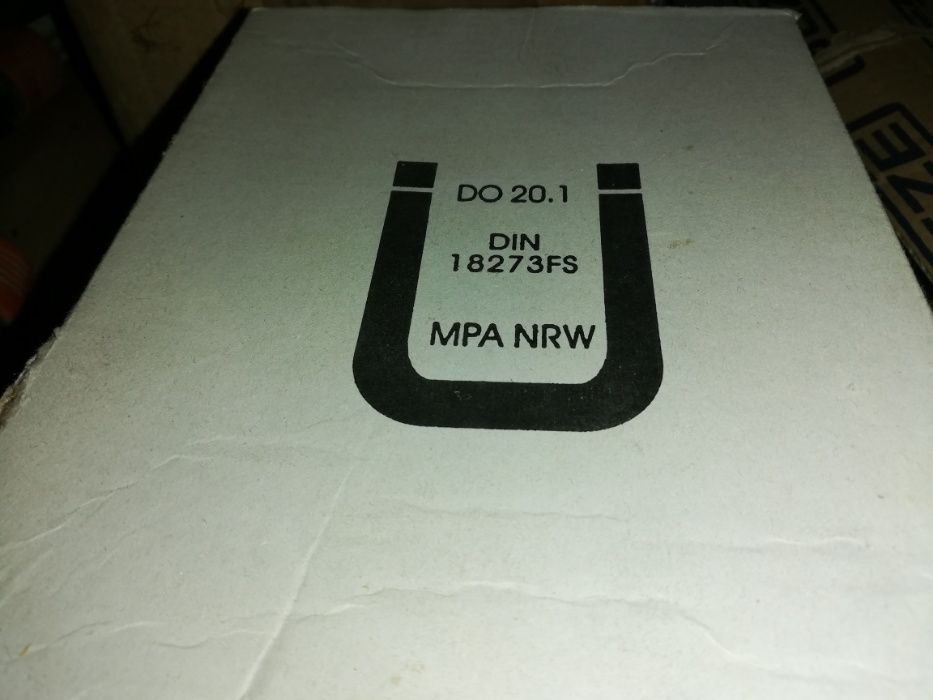 DO 20.1
DIN
18273FS
MPA NRW